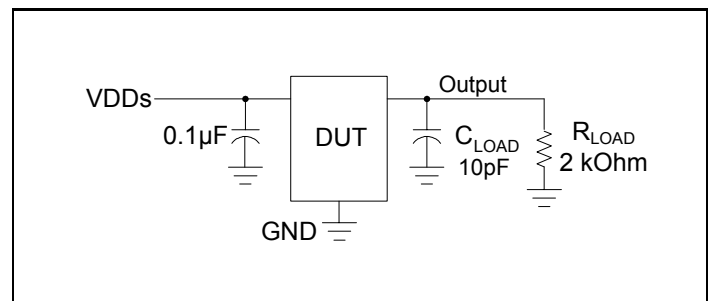 Output
VDDs
0.1µF
DUT
CLOAD
10pF
RLOAD
2 kOhm
GND